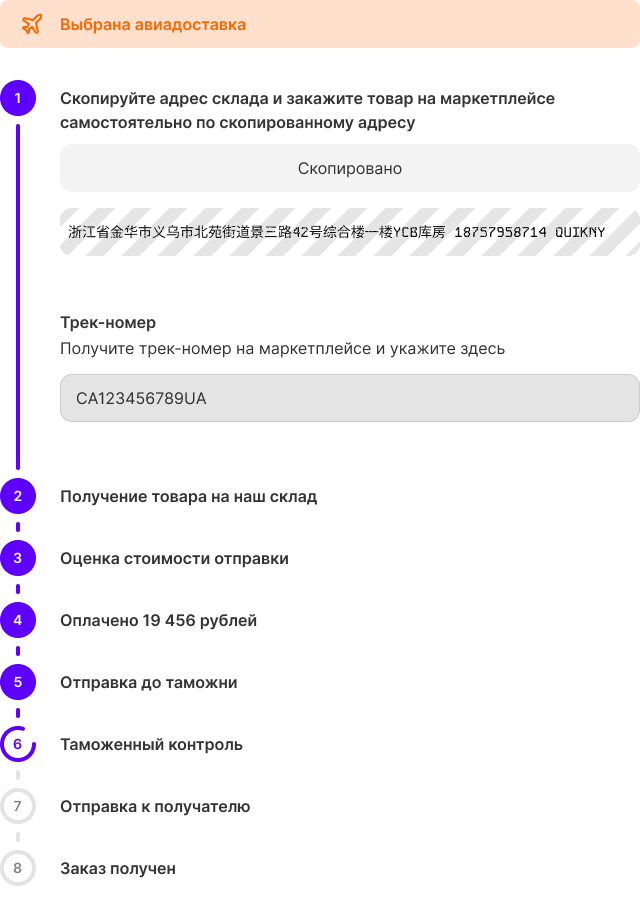 Выбрана авиадоставка
1
Скопируйте адрес склада и закажите товар на маркетплейсе
самостоятельно по скопированному адресу
Скопировано
浙江省金华市义乌市北苑街道景三路42号综合楼一楼YCB库房 18757958714 QUIKNY
Трек-номер
Получите трек-номер на маркетплейсе и укажите здесь
CA123456789UA
2 Получение товара на наш склад
3 Оценка стоимости отправки
4 Оплачено 19 456 рублей
5 Отправка до таможни
6 Таможенный контроль
7 Отправка к получателю
8 Заказ получен